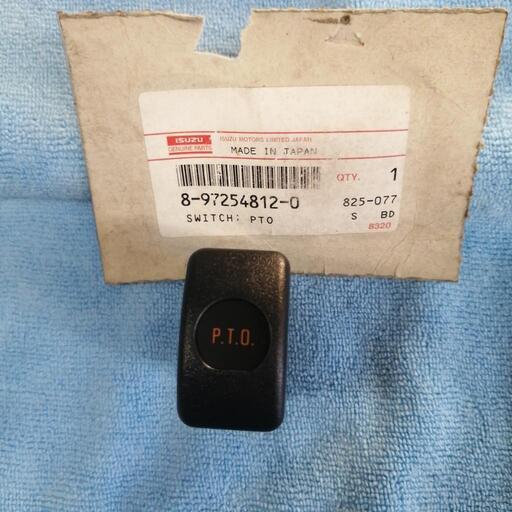 ISUZU
GENUINE PARTS
ISUZU MOTORS LIMITED JAPAN
MADE IN JAPAN
QTY. 1
8-97254812-0 825-077
SWITCH; PTO S BD
8320
P.T.O.